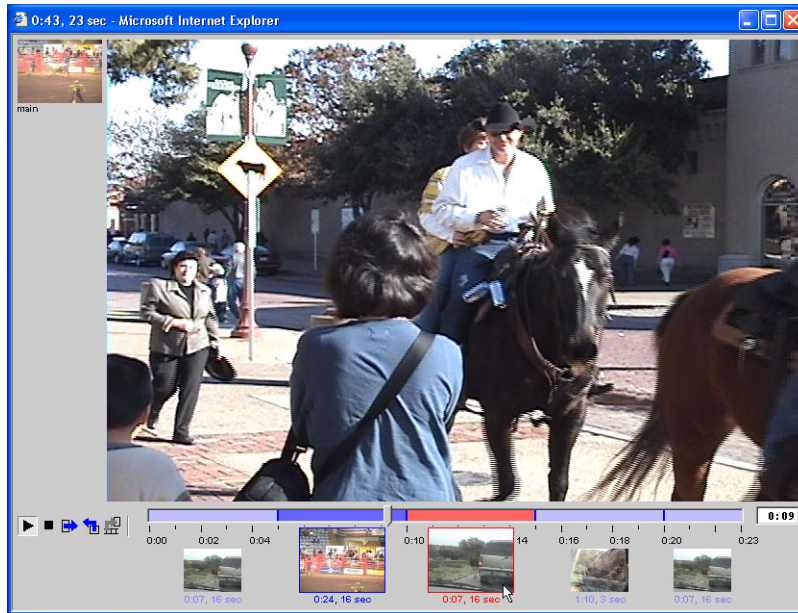 0:43, 23 sec - Microsoft Internet Explorer
main
0:09
0:00 0:02 0:04 0:10 14 0:16 0:18 0:20 0:23
0:07, 16 sec 0:24, 16 sec 0:07, 16 sec 1:10, 3 sec 0:07, 16 sec